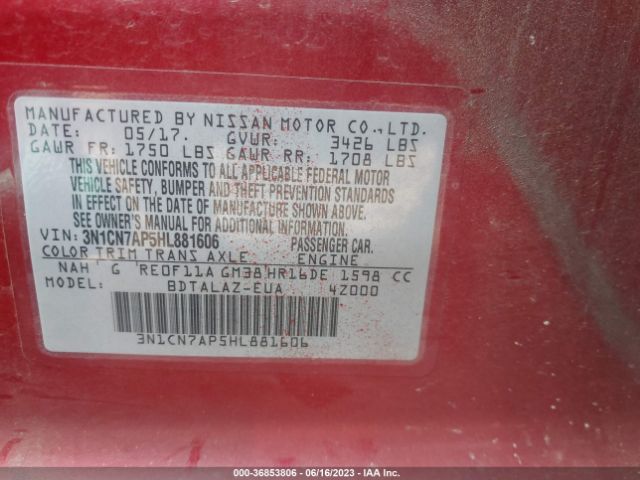 MANUFACTURED BY NISSAN MOTOR CO.,LTD.
DATE: 05/17. GVWR: 3426 LBS
GAWR FR: 1750 LBS GAWR RR: 1708 LBS
THIS VEHICLE CONFORMS TO ALL APPLICABLE FEDERAL MOTOR
VEHICLE SAFETY, BUMPER AND THEFT PREVENTION STANDARDS
IN EFFECT ON THE DATE OF MANUFACTURE SHOWN ABOVE.
SEE OWNER'S MANUAL FOR ADDITIONAL INFORMATION.
VIN: 3N1CN7AP5HL881606 PASSENGER CAR.
COLOR TRIM TRANS AXLE ENGINE
NAH G RE0F11A GM38 HR16DE 1598 CC
MODEL: BDTALAZ-EUA 4Z000
3N1CN7AP5HL881606
000-36853806 - 06/16/2023 - IAA Inc.